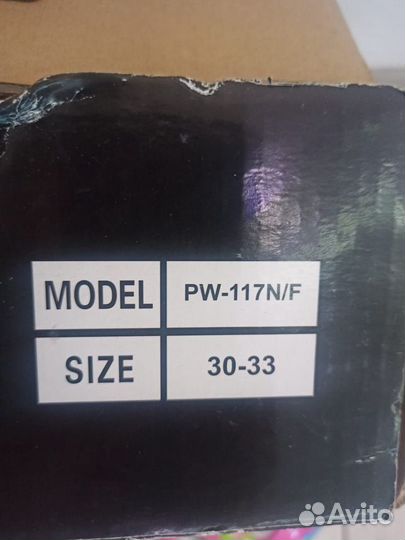 MODEL PW-117N/F
SIZE 30-33
Avito